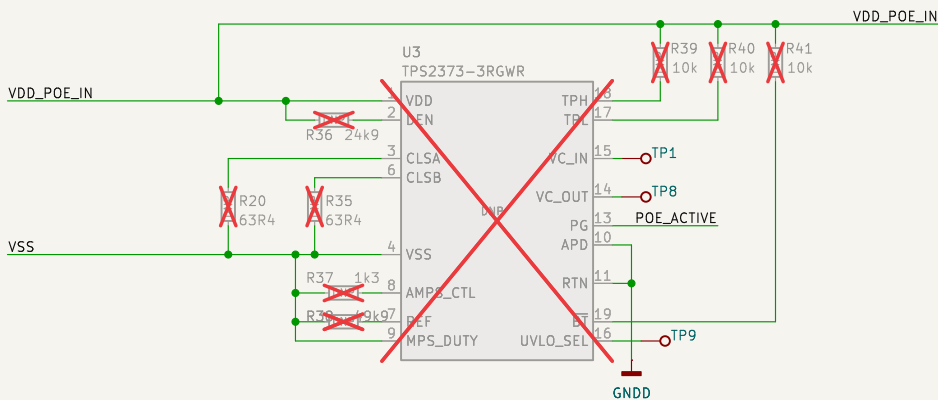 VDD_POE_IN
U3
TPS2373-3RGWR
R39
10k
R40
10k
R41
10k
VDD_POE_IN
1 VDD
TPH 18
2 DEN
TPL 17
R36 24k9
3 CLSA
VC_IN 15
TP1
6 CLSB
R20
63R4
R35
63R4
VC_OUT 14
TP8
DNP
PG 13
POE_ACTIVE
APD 10
VSS
4 VSS
R37 1k3
RTN 11
8 AMPS_CTL
R38 49k9
7 REF
BT 19
9 MPS_DUTY
UVLO_SEL 16
TP9
GNDD